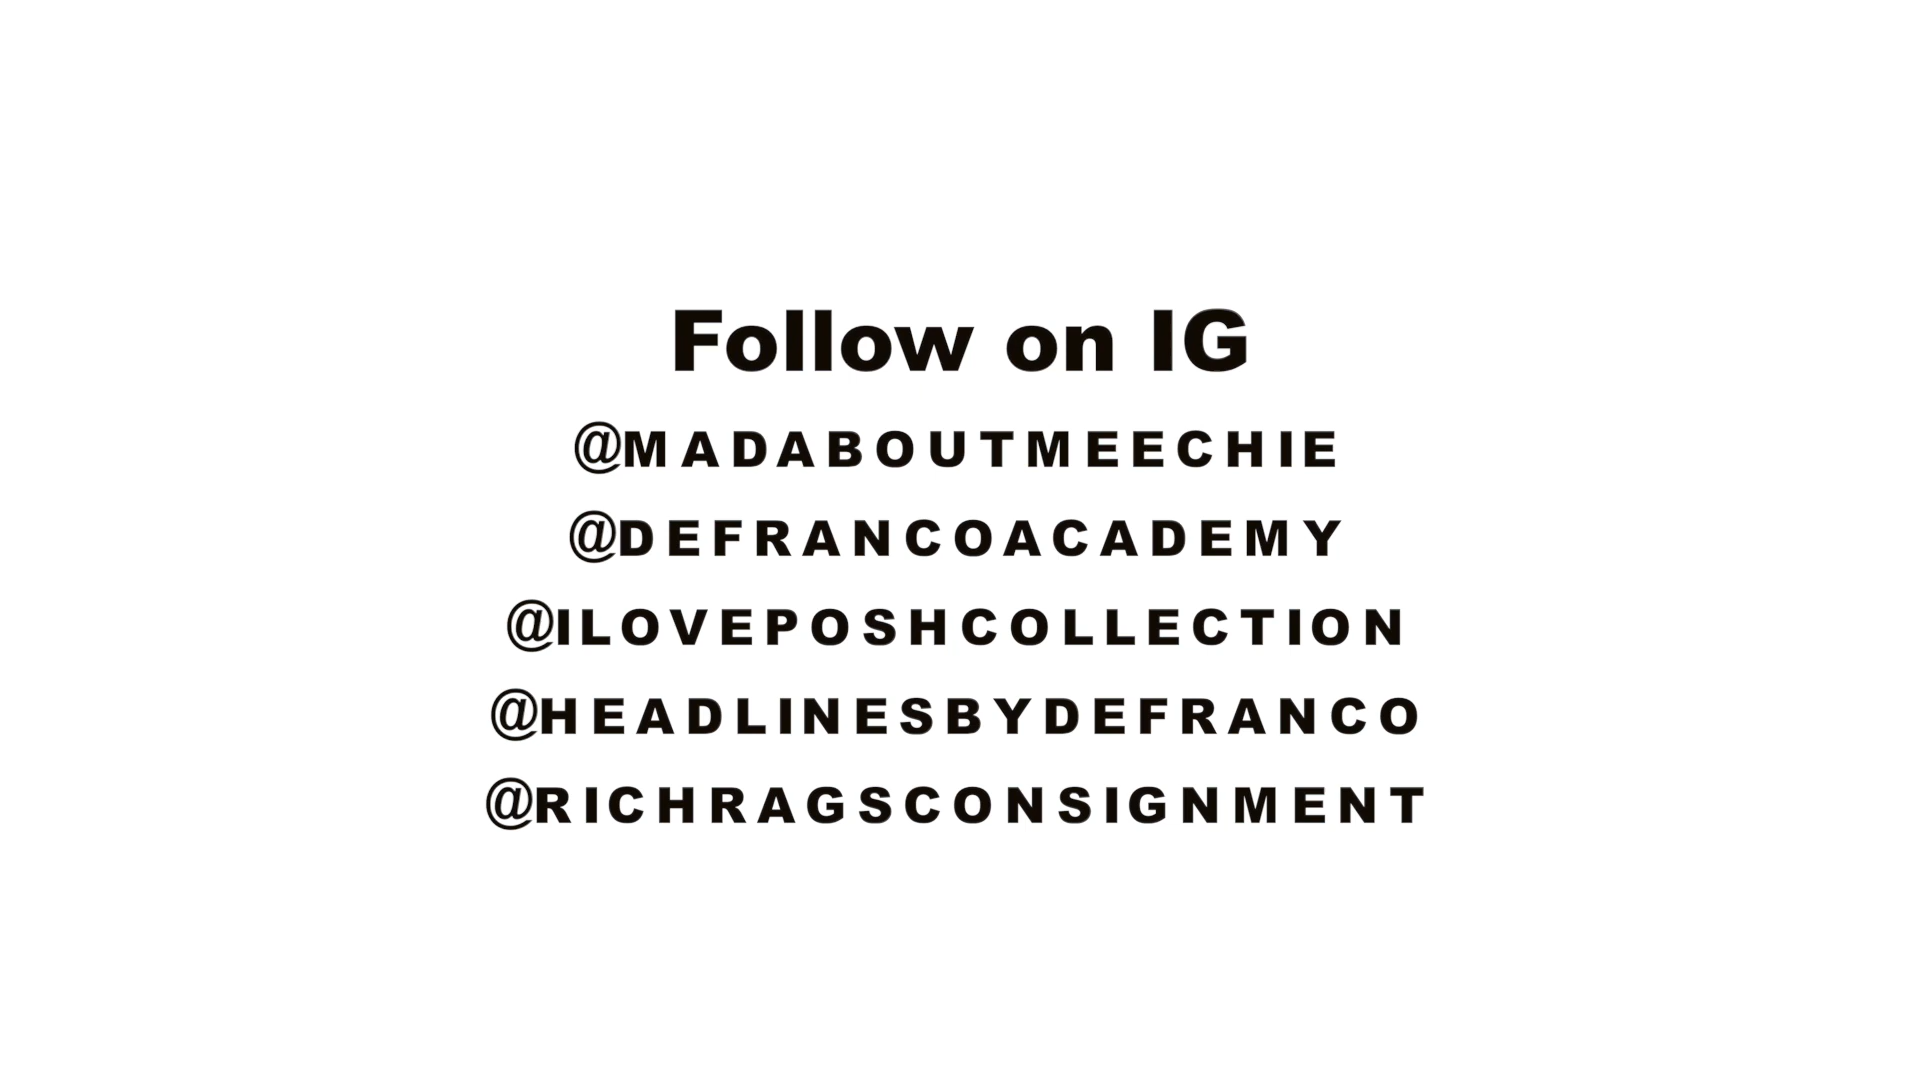 Follow on IG
@MADABOUTMEECHIE
@DEFRANCOACADEMY
@ILOVEPOSHCOLLECTION
@HEADLINESBYDEFRANCO
@RICHRAGSCONSIGNMENT